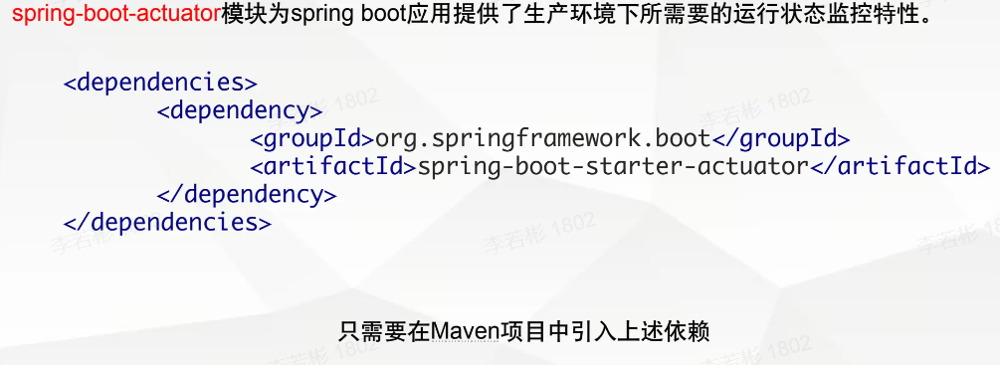 spring-boot-actuator模块为spring boot应用提供了生产环境下所需要的运行状态监控特性。
<dependencies>
<dependency>
<groupId>org.springframework.boot</groupId>
<artifactId>spring-boot-starter-actuator</artifactId>
</dependency>
</dependencies>
只需要在Maven项目中引入上述依赖
李若彬 1802
李若彬 1802
李若彬 1802
李若彬 1802
李若彬 1802
李若彬 1802